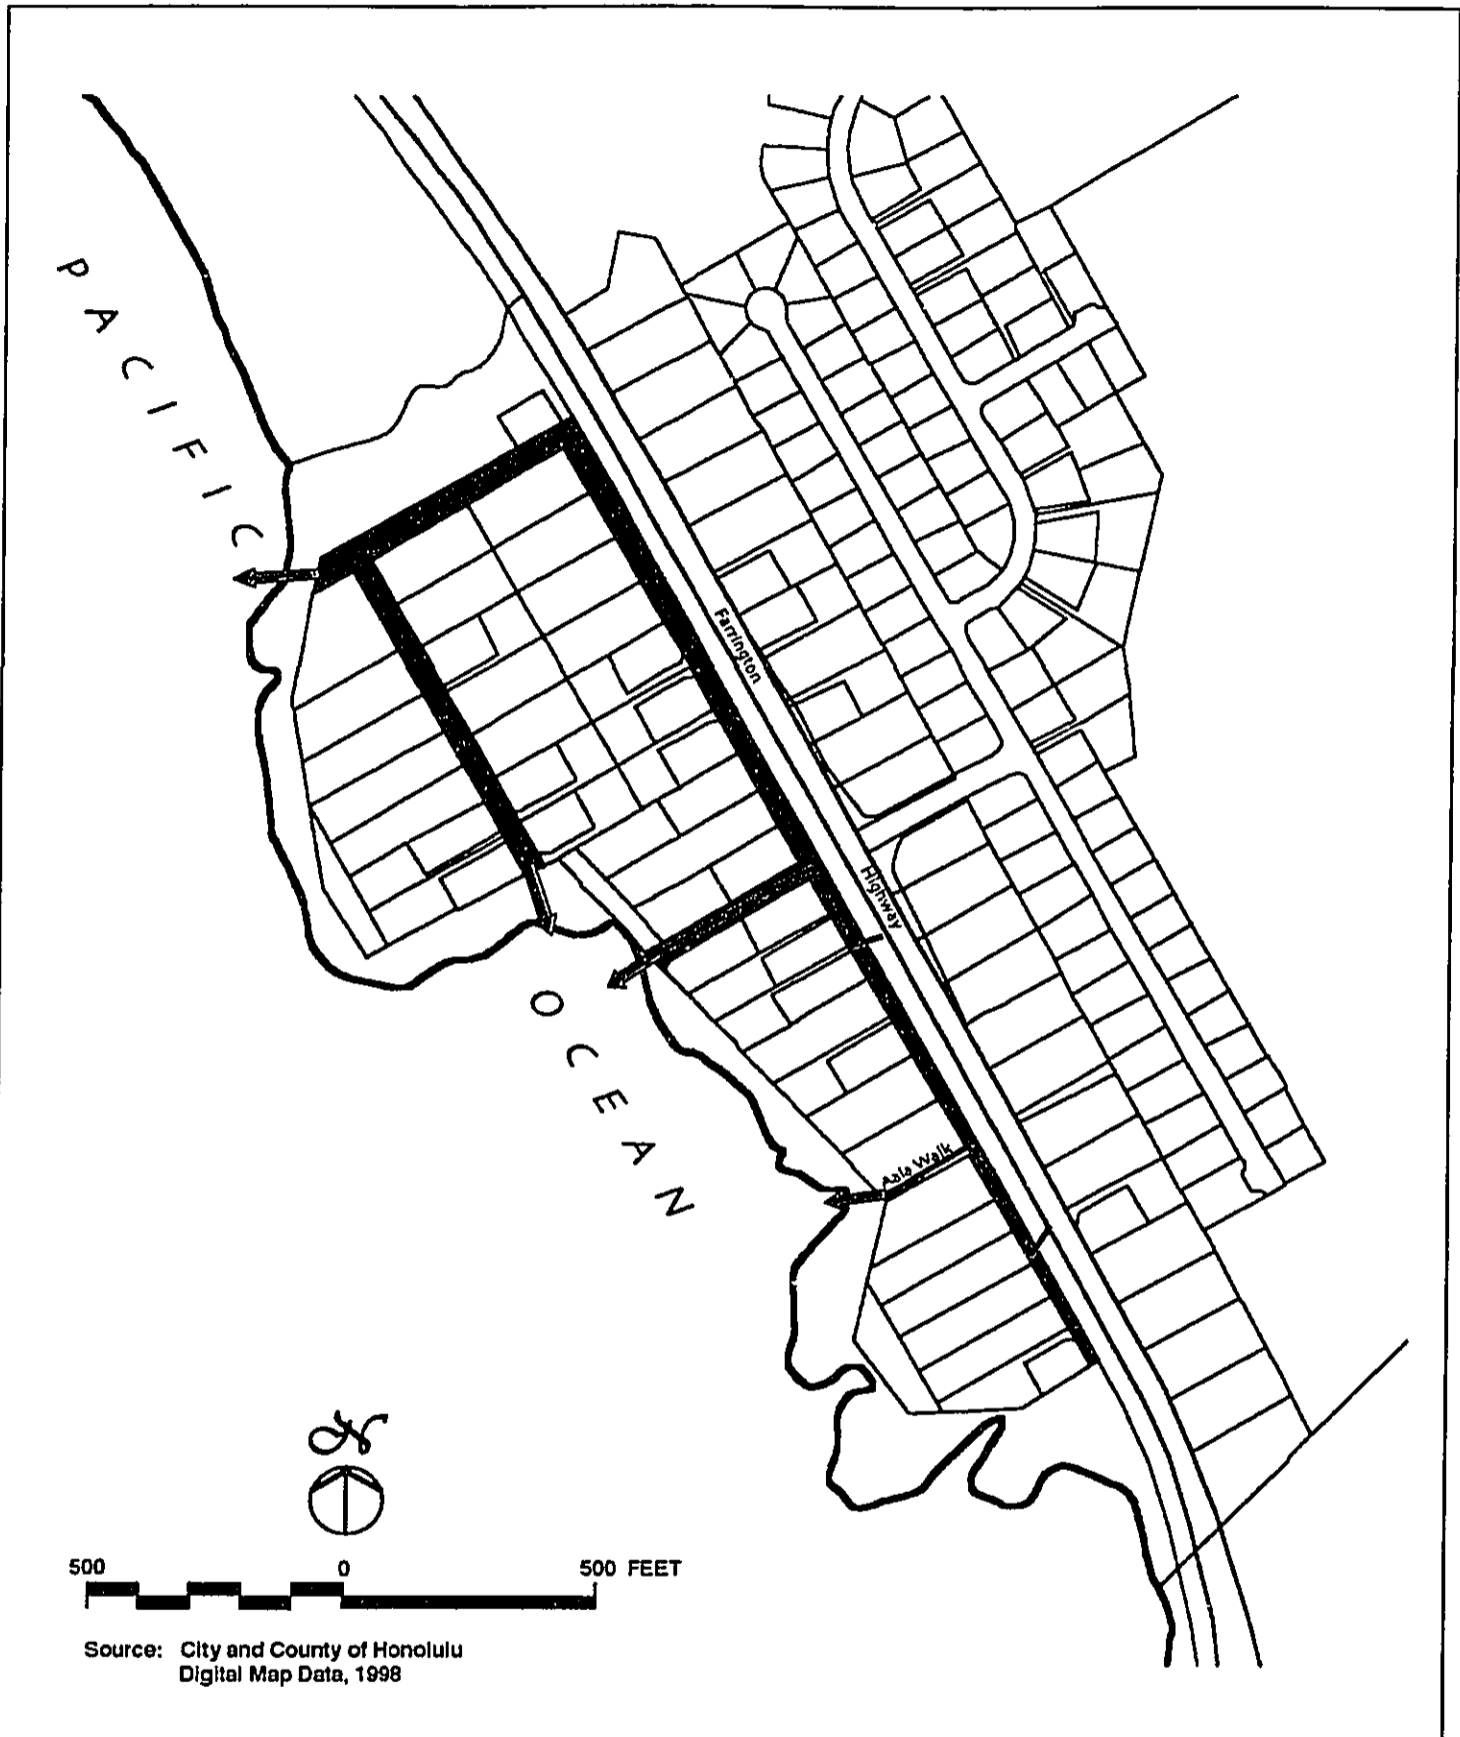 PACIFIC
OCEAN
Farrington
Highway
Aala Walk
N
500 0 500 FEET
Source: City and County of Honolulu
Digital Map Data, 1998